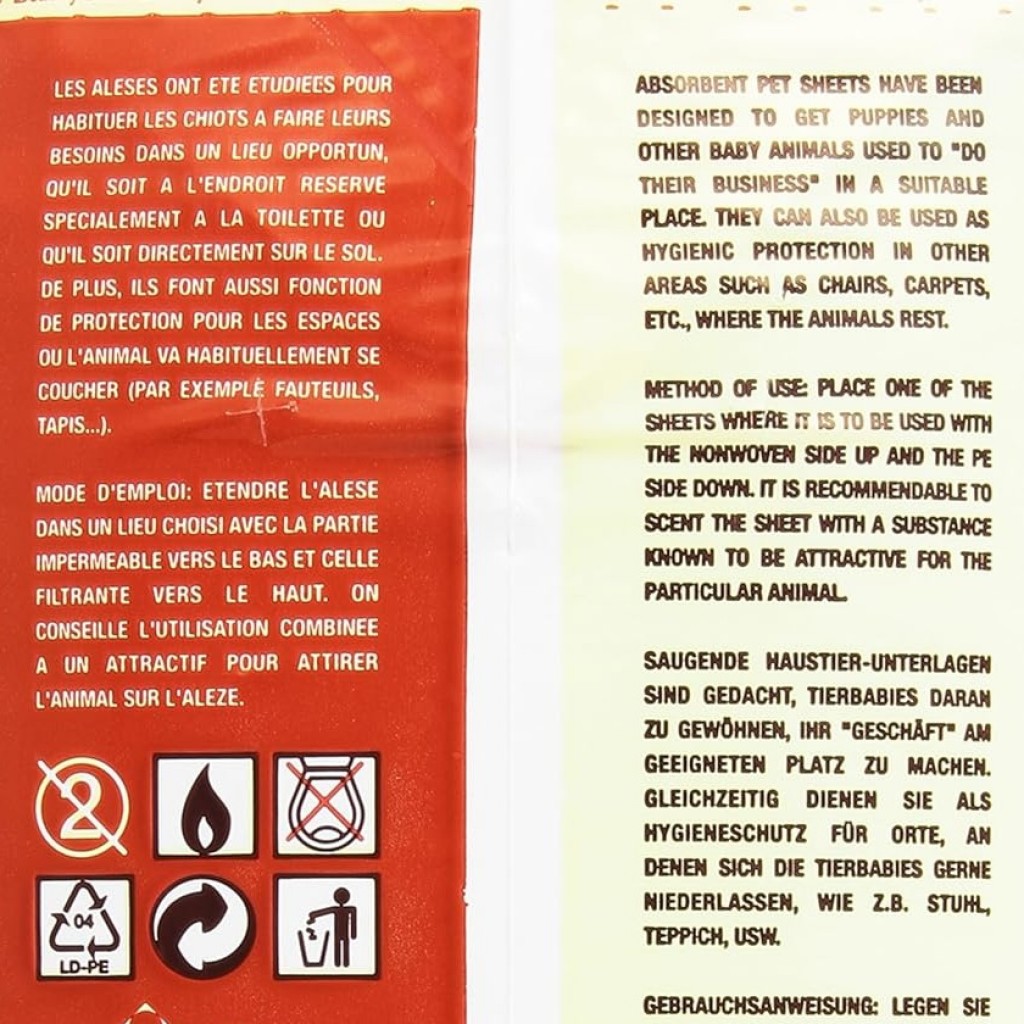 LES ALESES ONT ETE ETUDIEES POUR
HABITUER LES CHIOTS A FAIRE LEURS
BESOINS DANS UN LIEU OPPORTUN,
QU'IL SOIT A L'ENDROIT RESERVE
SPECIALEMENT A LA TOILETTE OU
QU'IL SOIT DIRECTEMENT SUR LE SOL.
DE PLUS, ILS FONT AUSSI FONCTION
DE PROTECTION POUR LES ESPACES
OU L'ANIMAL VA HABITUELLEMENT SE
COUCHER (PAR EXEMPLE FAUTEUILS,
TAPIS...).
MODE D'EMPLOI: ETENDRE L'ALESE
DANS UN LIEU CHOISI AVEC LA PARTIE
IMPERMEABLE VERS LE BAS ET CELLE
FILTRANTE VERS LE HAUT. ON
CONSEILLE L'UTILISATION COMBINEE
A UN ATTRACTIF POUR ATTIRER
L'ANIMAL SUR L'ALEZE.
2
04
LD-PE
ABSORBENT PET SHEETS HAVE BEEN
DESIGNED TO GET PUPPIES AND
OTHER BABY ANIMALS USED TO "DO
THEIR BUSINESS" IN A SUITABLE
PLACE. THEY CAN ALSO BE USED AS
HYGIENIC PROTECTION IN OTHER
AREAS SUCH AS CHAIRS, CARPETS,
ETC., WHERE THE ANIMALS REST.
METHOD OF USE: PLACE ONE OF THE
SHEETS WHERE IT IS TO BE USED WITH
THE NONWOVEN SIDE UP AND THE PE
SIDE DOWN. IT IS RECOMMENDABLE TO
SCENT THE SHEET WITH A SUBSTANCE
KNOWN TO BE ATTRACTIVE FOR THE
PARTICULAR ANIMAL.
SAUGENDE HAUSTIER-UNTERLAGEN
SIND GEDACHT, TIERBABIES DARAN
ZU GEWÖHNEN, IHR "GESCHÄFT" AM
GEEIGNETEN PLATZ ZU MACHEN.
GLEICHZEITIG DIENEN SIE ALS
HYGIENESCHUTZ FÜR ORTE, AN
DENEN SICH DIE TIERBABIES GERNE
NIEDERLASSEN, WIE Z.B. STUHL,
TEPPICH, USW.
GEBRAUCHSANWEISUNG: LEGEN SIE